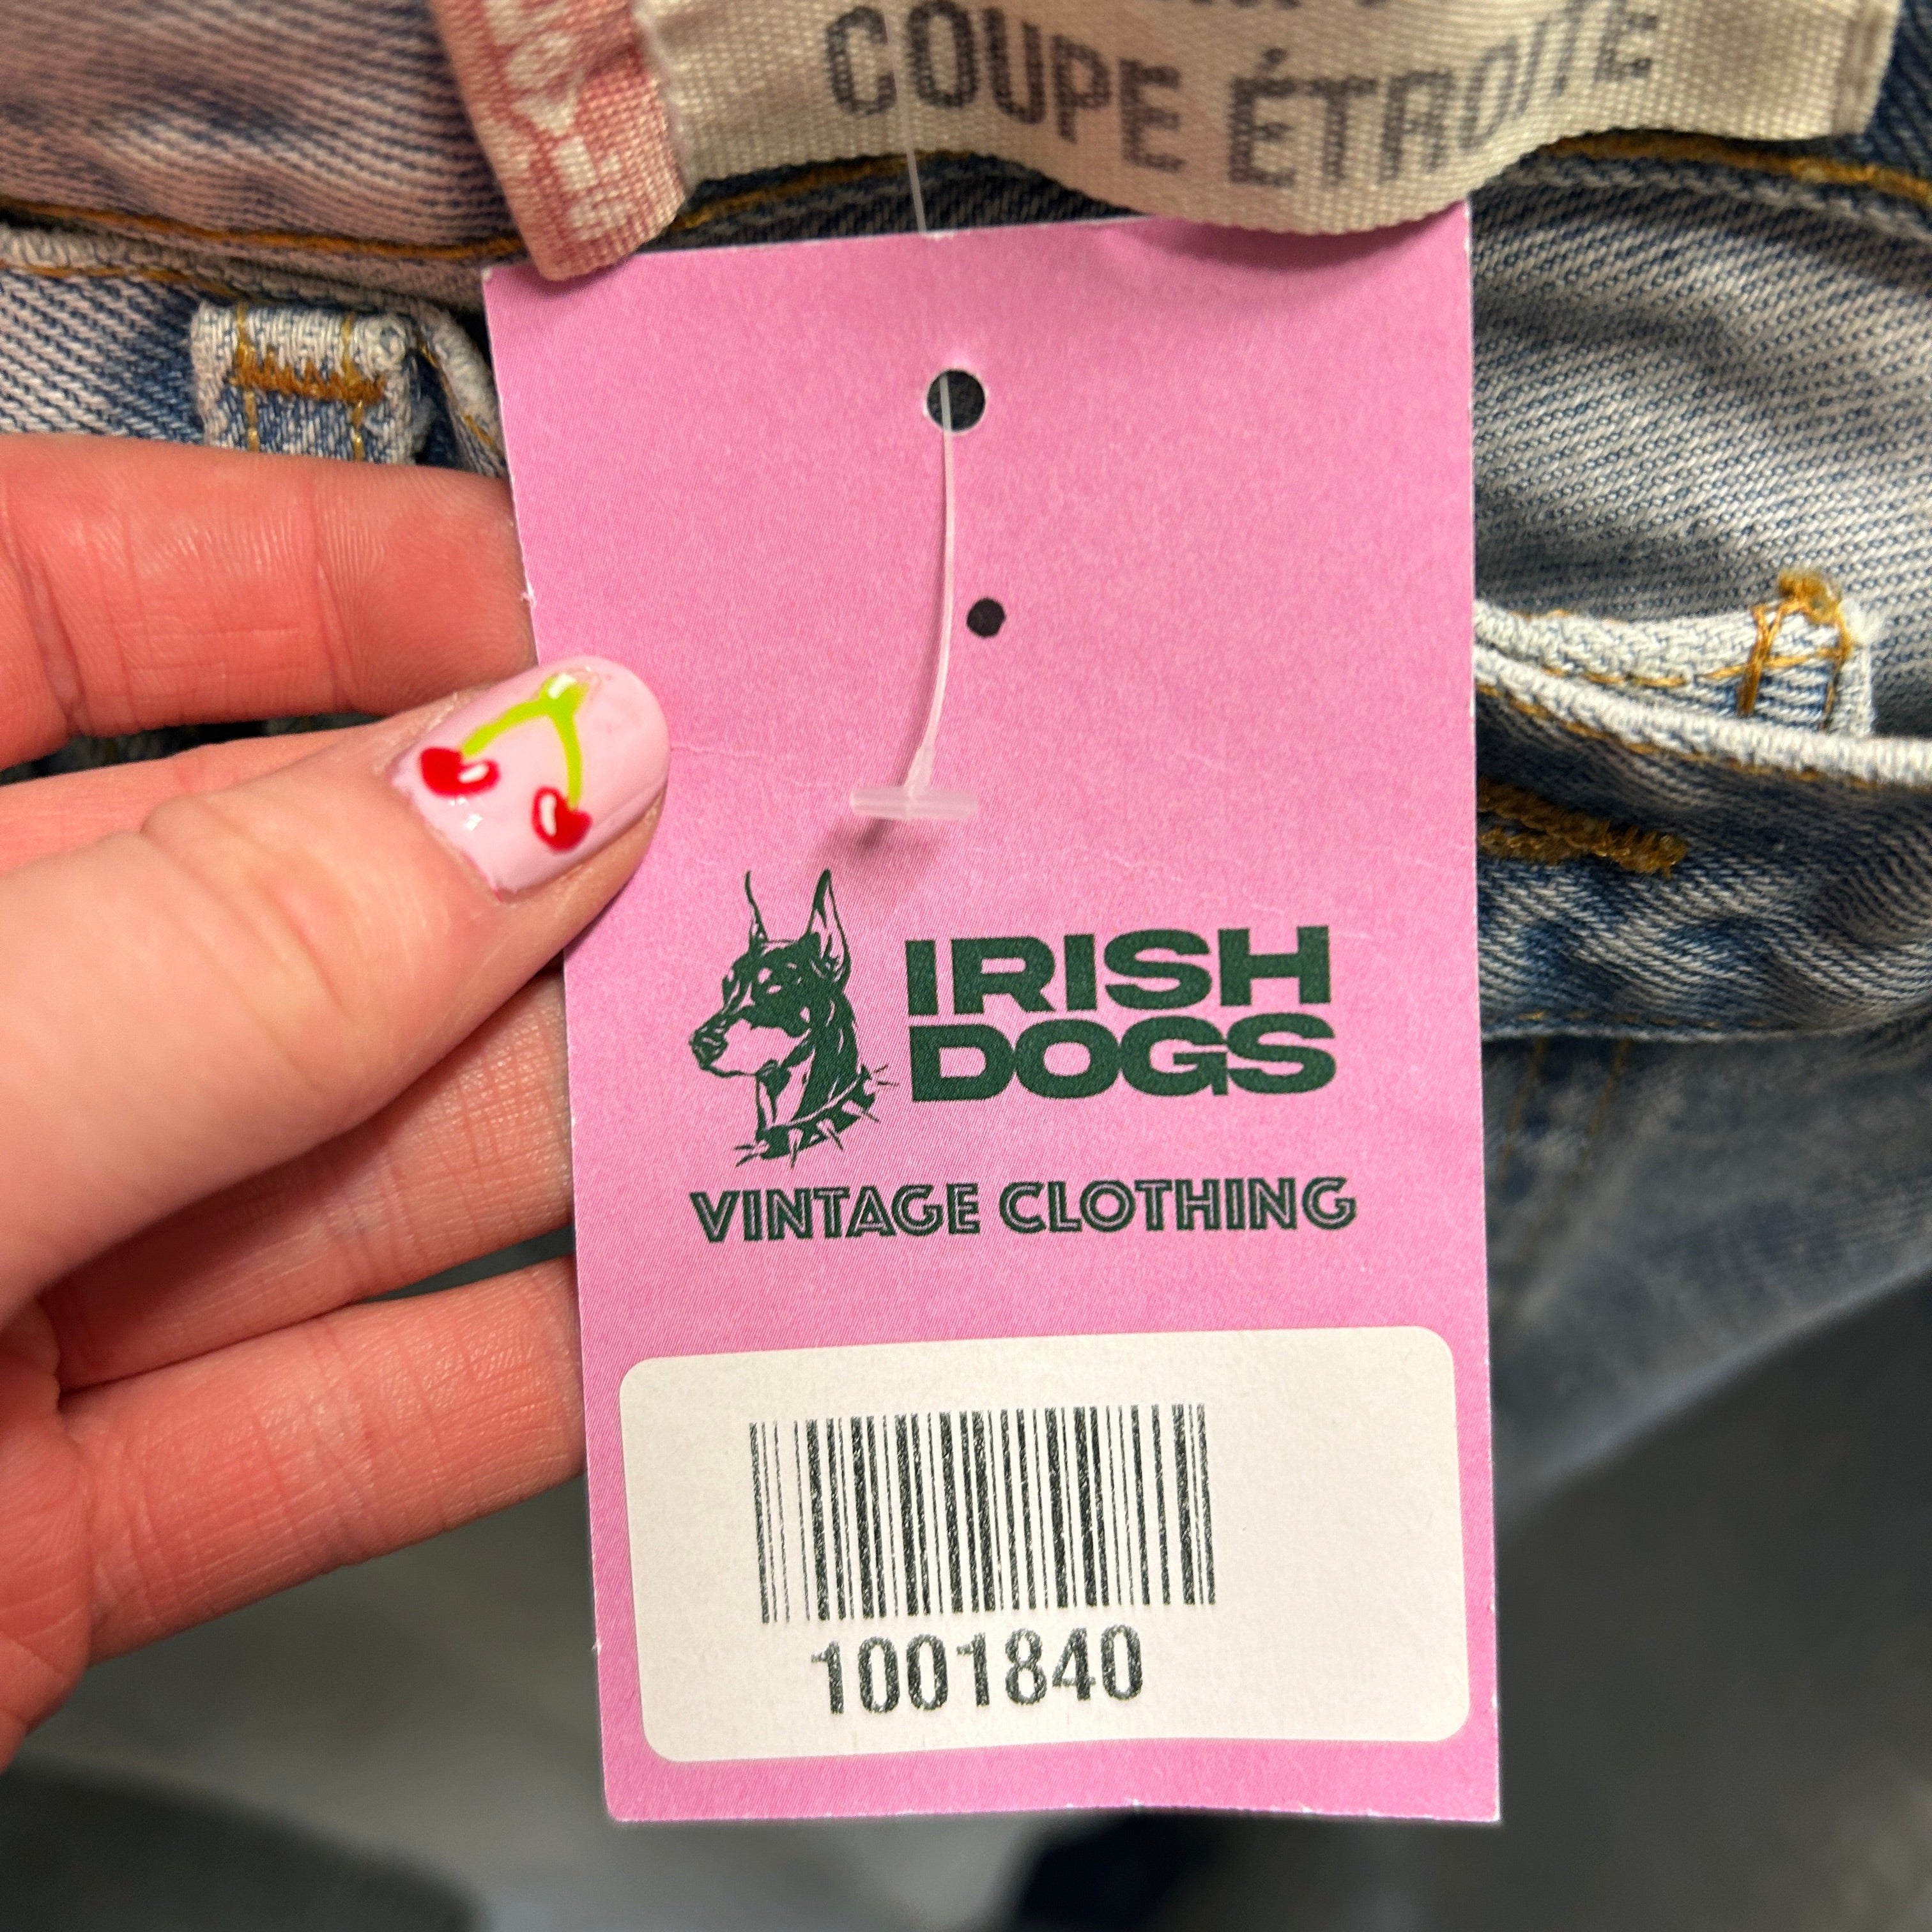 COUPE ÉTROITE
IRISH
DOGS
VINTAGE CLOTHING
1001840